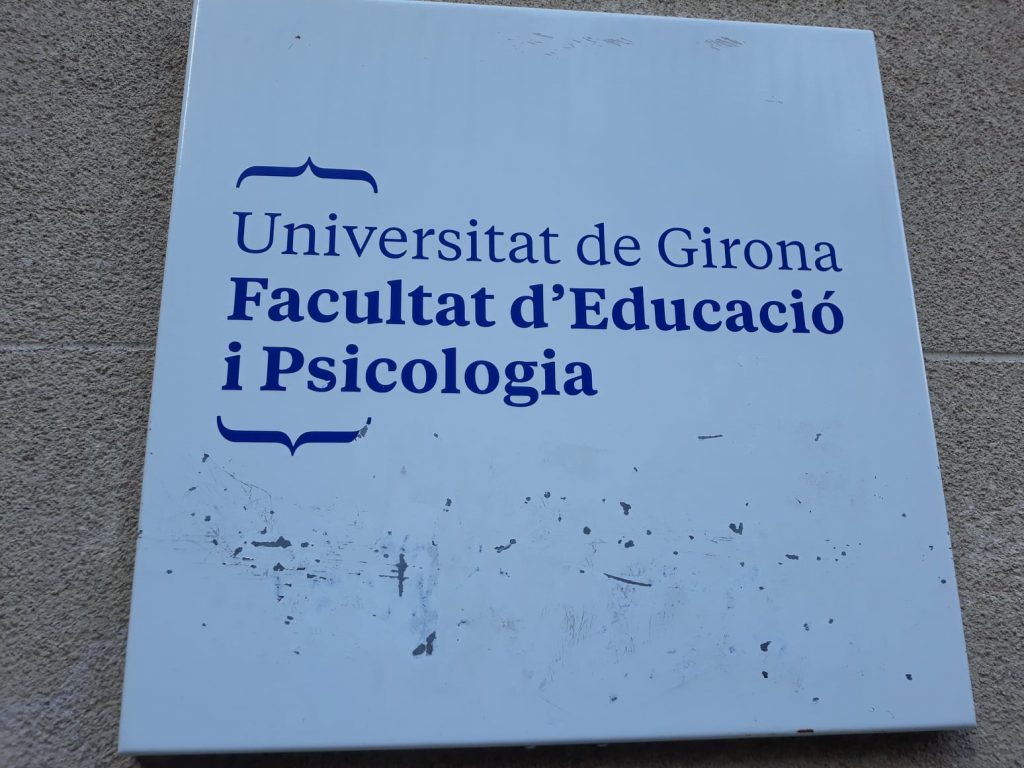 Universitat de Girona
Facultat d’Educació
i Psicologia